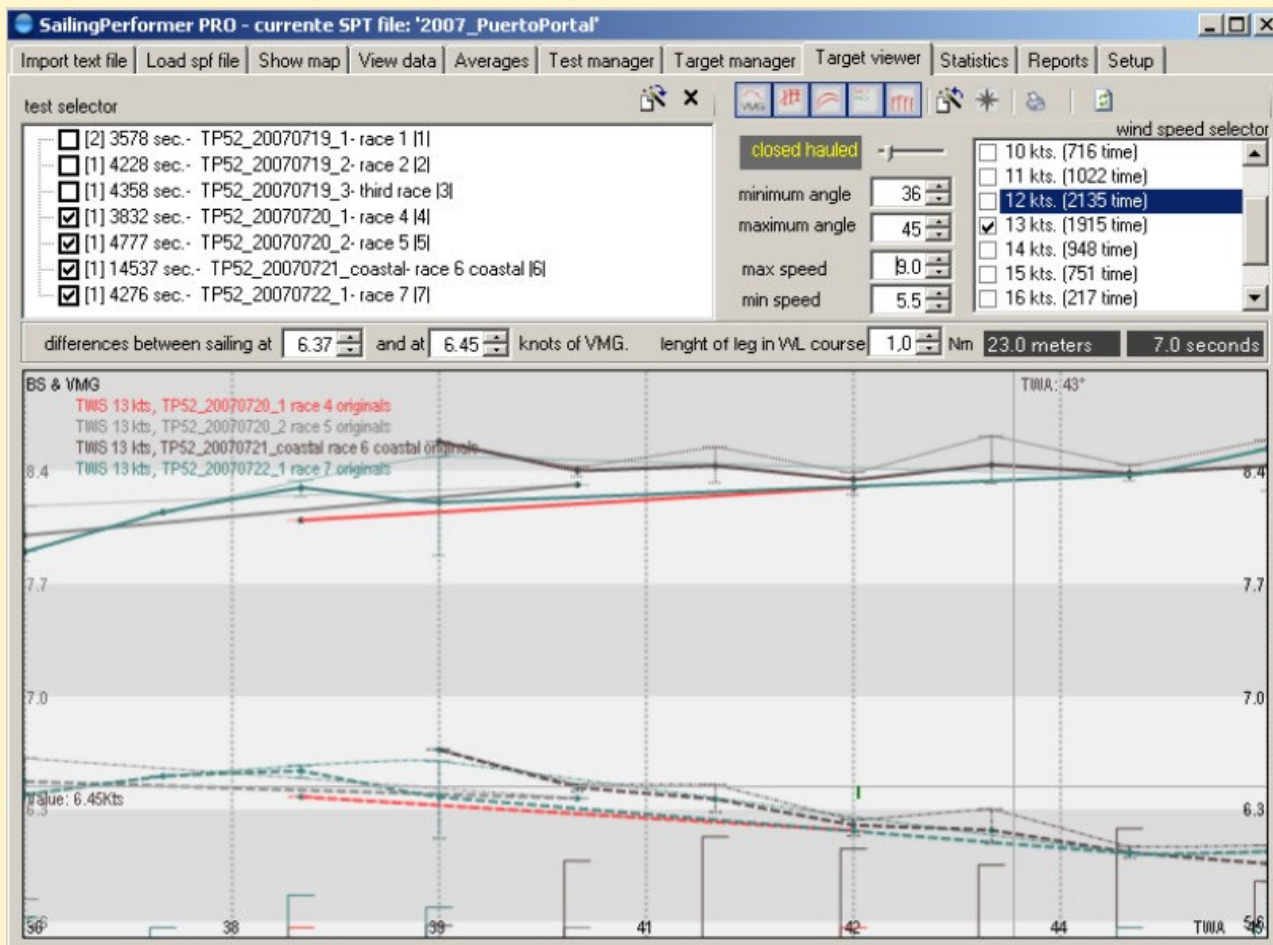 SailingPerformer PRO - currente SPT file: '2007_PuertoPortal'
Import text file Load spf file Show map View data Averages Test manager Target manager Target viewer Statistics Reports Setup
test selector
[2] 3578 sec.- TP52_20070719_1- race 1 |1|
[1] 4228 sec.- TP52_20070719_2- race 2 |2|
[1] 4358 sec.- TP52_20070719_3- third race |3|
[1] 3832 sec.- TP52_20070720_1- race 4 |4|
[1] 4777 sec.- TP52_20070720_2- race 5 |5|
[1] 14537 sec.- TP52_20070721_coastal- race 6 coastal |6|
[1] 4276 sec.- TP52_20070722_1- race 7 |7|
VMG
closed hauled
minimum angle 36
maximum angle 45
max speed 9.0
min speed 5.5
wind speed selector
10 kts. (716 time)
11 kts. (1022 time)
12 kts. (2135 time)
13 kts. (1915 time)
14 kts. (948 time)
15 kts. (751 time)
16 kts. (217 time)
differences between sailing at 6.37 and at 6.45 knots of VMG. lenght of leg in WL course 1,0 Nm 23.0 meters 7.0 seconds
BS & VMG
TWA: 43°
TWS 13 kts, TP52_20070720_1 race 4 originals
TWS 13 kts, TP52_20070720_2 race 5 originals
TWS 13 kts, TP52_20070721_coastal race 6 coastal originals
TWS 13 kts, TP52_20070722_1 race 7 originals
8.4 8.4
7.7 7.7
7.0 7.0
Value: 6.45Kts
6.3 6.3
5.6 5.6
36 38 39 41 42 44 TWA 45